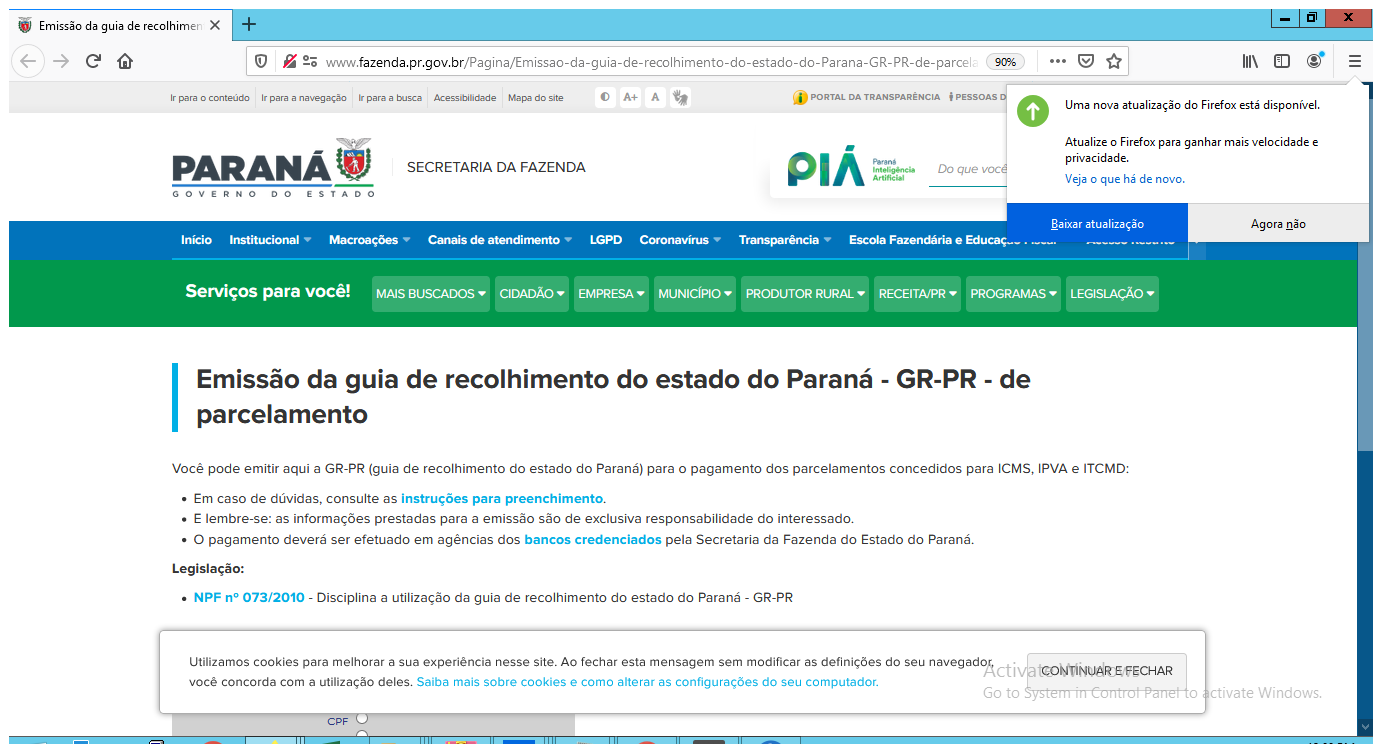 Emissão da guia de recolhimen
www.fazenda.pr.gov.br/Pagina/Emissao-da-guia-de-recolhimento-do-estado-do-Parana-GR-PR-de-parcela
90%
Ir para o conteúdo Ir para a navegação Ir para a busca Acessibilidade Mapa do site A+ A PORTAL DA TRANSPARÊNCIA PESSOAS D
Uma nova atualização do Firefox está disponível.
Atualize o Firefox para ganhar mais velocidade e
privacidade.
Veja o que há de novo.
Baixar atualização Agora não
PARANÁ
GOVERNO DO ESTADO
SECRETARIA DA FAZENDA
PIÁ Paraná
Inteligência
Artificial
Do que você
Início Institucional Macroações Canais de atendimento LGPD Coronavírus Transparência Escola Fazendária e Educação Fiscal Acesso Restrito
Serviços para você! MAIS BUSCADOS CIDADÃO EMPRESA MUNICÍPIO PRODUTOR RURAL RECEITA/PR PROGRAMAS LEGISLAÇÃO
Emissão da guia de recolhimento do estado do Paraná - GR-PR - de
parcelamento
Você pode emitir aqui a GR-PR (guia de recolhimento do estado do Paraná) para o pagamento dos parcelamentos concedidos para ICMS, IPVA e ITCMD:
• Em caso de dúvidas, consulte as instruções para preenchimento.
• E lembre-se: as informações prestadas para a emissão são de exclusiva responsabilidade do interessado.
• O pagamento deverá ser efetuado em agências dos bancos credenciados pela Secretaria da Fazenda do Estado do Paraná.
Legislação:
• NPF nº 073/2010 - Disciplina a utilização da guia de recolhimento do estado do Paraná - GR-PR
Utilizamos cookies para melhorar a sua experiência nesse site. Ao fechar esta mensagem sem modificar as definições do seu navegador,
você concorda com a utilização deles. Saiba mais sobre cookies e como alterar as configurações do seu computador.
CONTINUAR E FECHAR
Activate Windows
Go to System in Control Panel to activate Windows.
CPF